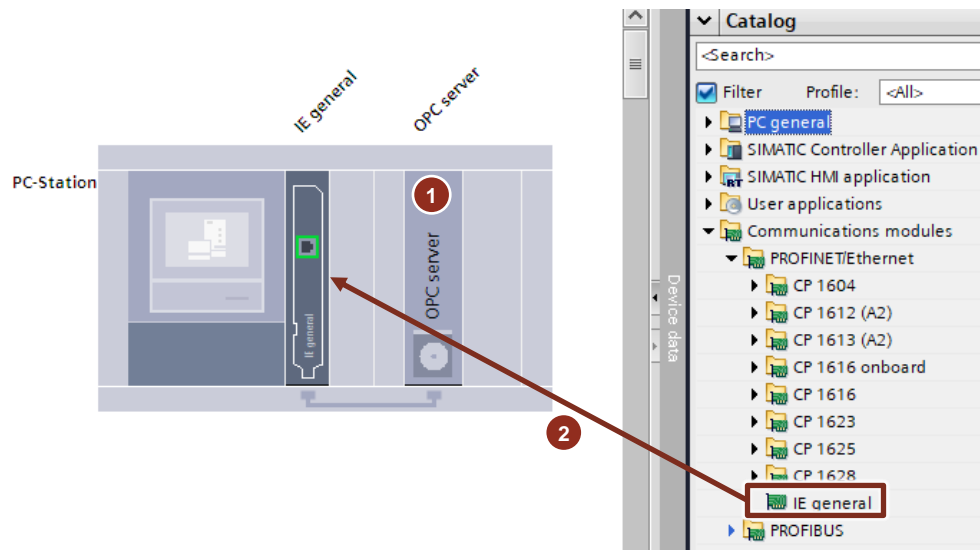 IE general
OPC server
PC-Station
1
OPC server
IE general
2
Device data
Catalog
<Search>
Filter Profile: <All>
PC general
SIMATIC Controller Application
SIMATIC HMI application
User applications
Communications modules
PROFINET/Ethernet
CP 1604
CP 1612 (A2)
CP 1613 (A2)
CP 1616 onboard
CP 1616
CP 1623
CP 1625
CP 1628
IE general
PROFIBUS